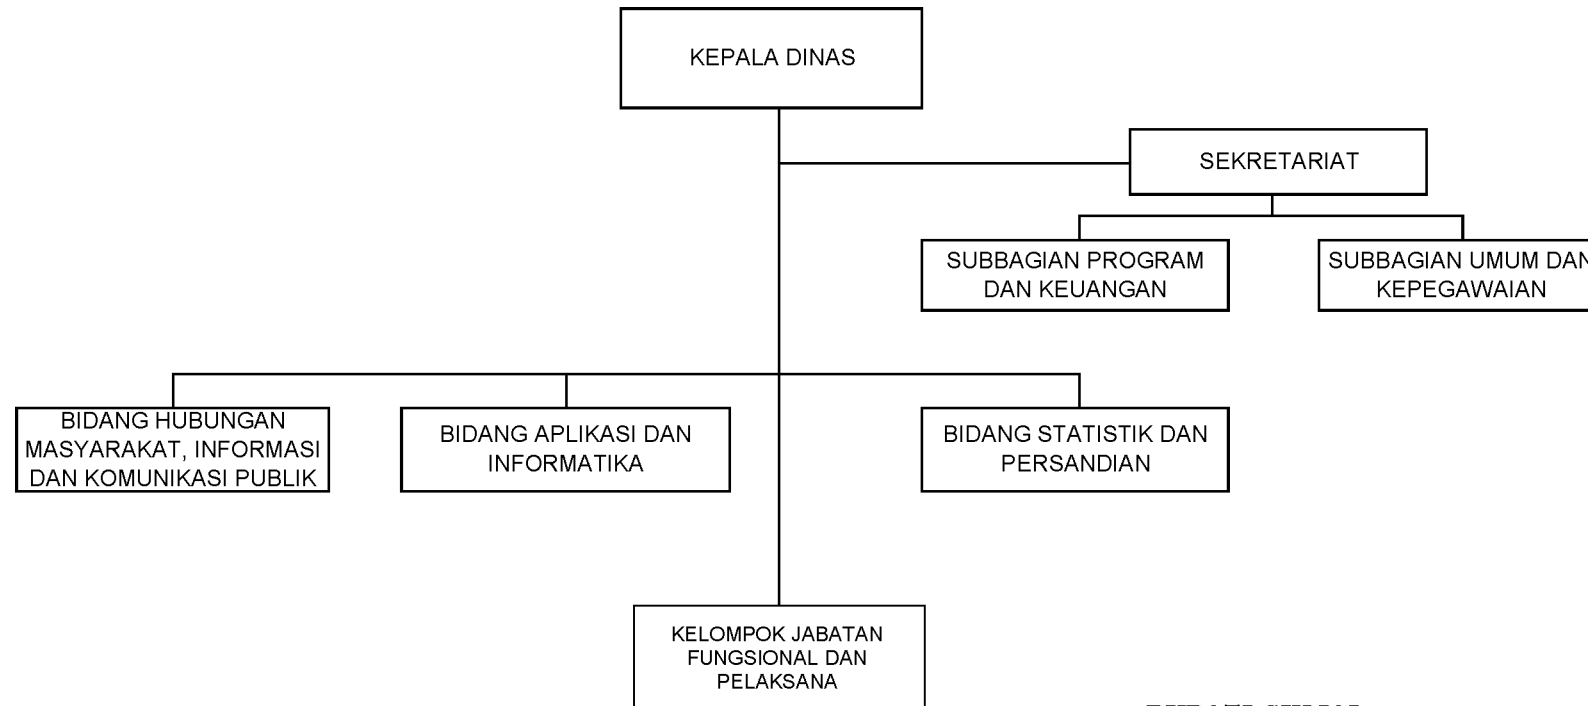 KEPALA DINAS
SEKRETARIAT
SUBBAGIAN PROGRAM
DAN KEUANGAN
SUBBAGIAN UMUM DAN
KEPEGAWAIAN
BIDANG HUBUNGAN
MASYARAKAT, INFORMASI
DAN KOMUNIKASI PUBLIK
BIDANG APLIKASI DAN
INFORMATIKA
BIDANG STATISTIK DAN
PERSANDIAN
KELOMPOK JABATAN
FUNGSIONAL DAN
PELAKSANA